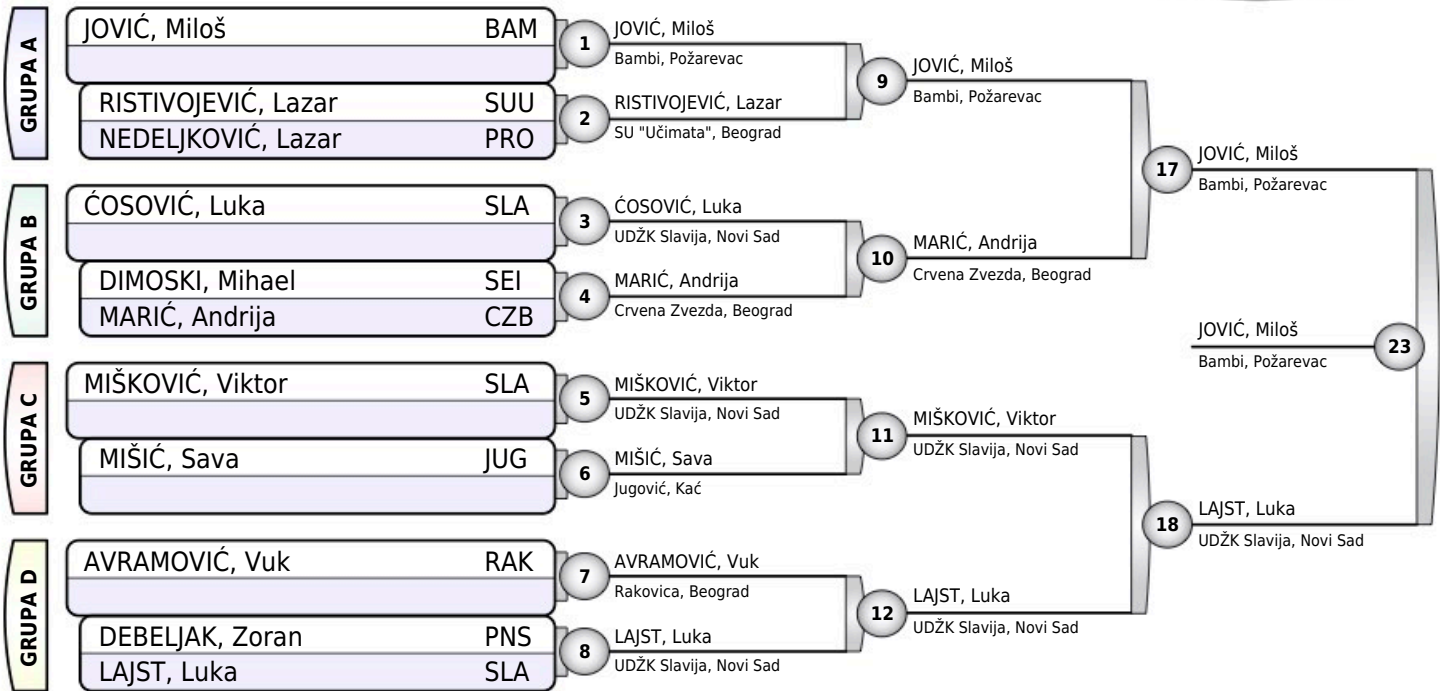 GRUPA A
JOVIĆ, Miloš BAM
RISTIVOJEVIĆ, Lazar SUU
NEDELJKOVIĆ, Lazar PRO
GRUPA B
ĆOSOVIĆ, Luka SLA
DIMOSKI, Mihael SEI
MARIĆ, Andrija CZB
GRUPA C
MIŠKOVIĆ, Viktor SLA
MIŠIĆ, Sava JUG
GRUPA D
AVRAMOVIĆ, Vuk RAK
DEBELJAK, Zoran PNS
LAJST, Luka SLA
1
JOVIĆ, Miloš
Bambi, Požarevac
2
RISTIVOJEVIĆ, Lazar
SU "Učimata", Beograd
3
ĆOSOVIĆ, Luka
UDŽK Slavija, Novi Sad
4
MARIĆ, Andrija
Crvena Zvezda, Beograd
5
MIŠKOVIĆ, Viktor
UDŽK Slavija, Novi Sad
6
MIŠIĆ, Sava
Jugović, Kać
7
AVRAMOVIĆ, Vuk
Rakovica, Beograd
8
LAJST, Luka
UDŽK Slavija, Novi Sad
9
JOVIĆ, Miloš
Bambi, Požarevac
10
MARIĆ, Andrija
Crvena Zvezda, Beograd
11
MIŠKOVIĆ, Viktor
UDŽK Slavija, Novi Sad
12
LAJST, Luka
UDŽK Slavija, Novi Sad
17
JOVIĆ, Miloš
Bambi, Požarevac
18
LAJST, Luka
UDŽK Slavija, Novi Sad
JOVIĆ, Miloš
Bambi, Požarevac
23